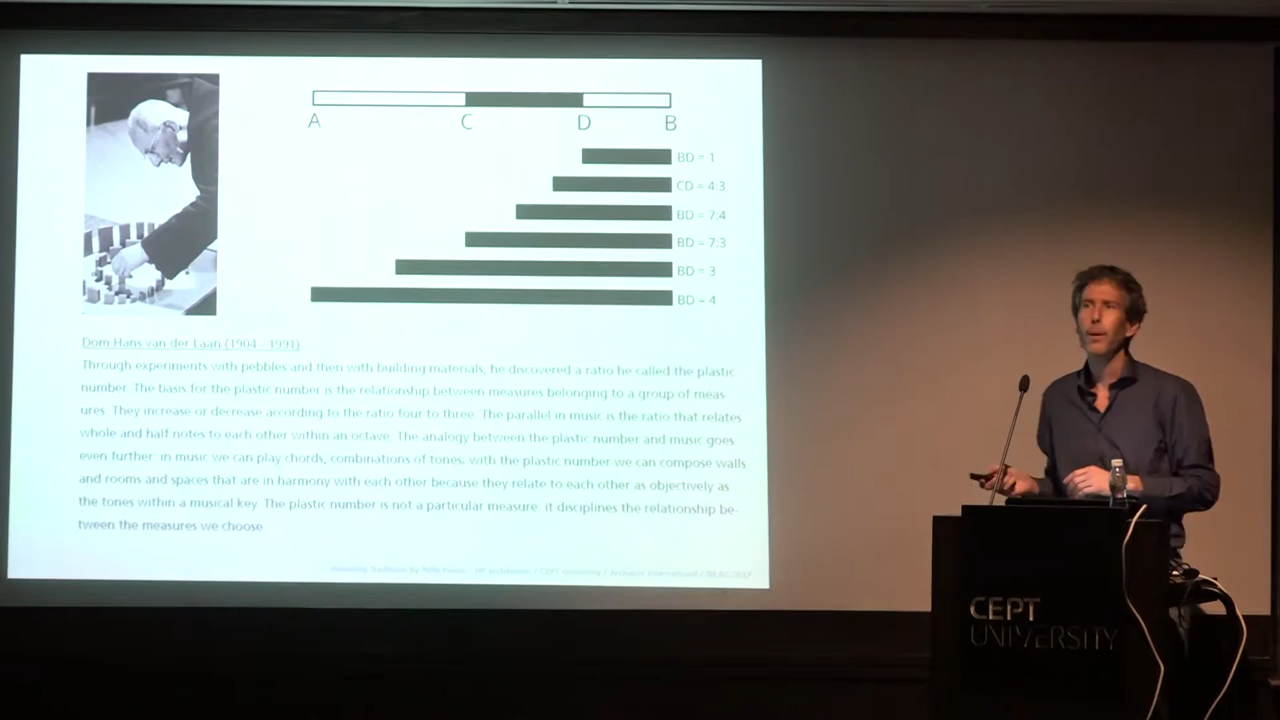 A C D B
BD = 1
CD = 4:3
BD = 7:4
BD = 7:3
BD = 3
BD = 4
Dom Hans van der Laan (1904 - 1991)
Through experiments with pebbles and then with building materials, he discovered a ratio he called the plastic
number. The basis for the plastic number is the relationship between measures belonging to a group of meas
ures. They increase or decrease according to the ratio four to three. The parallel in music is the ratio that relates
whole and half notes to each other within an octave. The analogy between the plastic number and music goes
even further: in music we can play chords, combinations of tones, with the plastic number we can compose walls
and rooms and spaces that are in harmony with each other because they relate to each other as objectively as
the tones within a musical key. The plastic number is not a particular measure: it disciplines the relationship be-
tween the measures we choose
Tradition by - HP architecten / CEPT University / International /
CEPT
UNIVERSITY